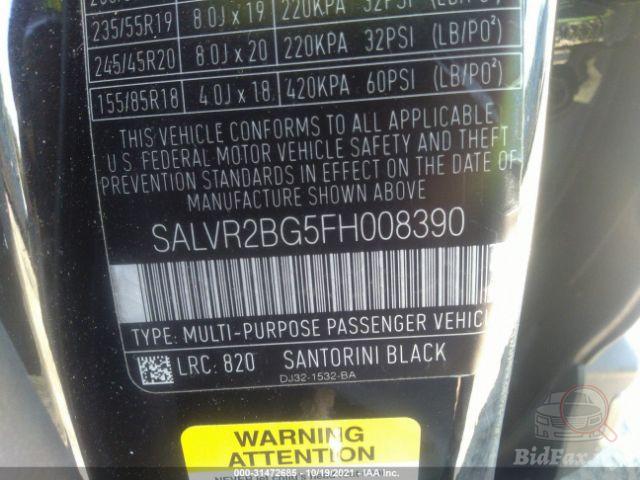 235/55R19 8.0J x 19 220KPA 32PSI (LB/PO²)
245/45R20 8.0J x 20 220KPA 32PSI (LB/PO²)
155/85R18 4.0J x 18 420KPA 60PSI (LB/PO²)
THIS VEHICLE CONFORMS TO ALL APPLICABLE
U.S. FEDERAL MOTOR VEHICLE SAFETY AND THEFT
PREVENTION STANDARDS IN EFFECT ON THE DATE OF
MANUFACTURE SHOWN ABOVE
SALVR2BG5FH008390
TYPE: MULTI-PURPOSE PASSENGER VEHIC
LRC: 820 SANTORINI BLACK
DJ32-1532-BA
WARNING
ATTENTION
000-31472685 - 10/19/2021 - IAA Inc.
BidFax